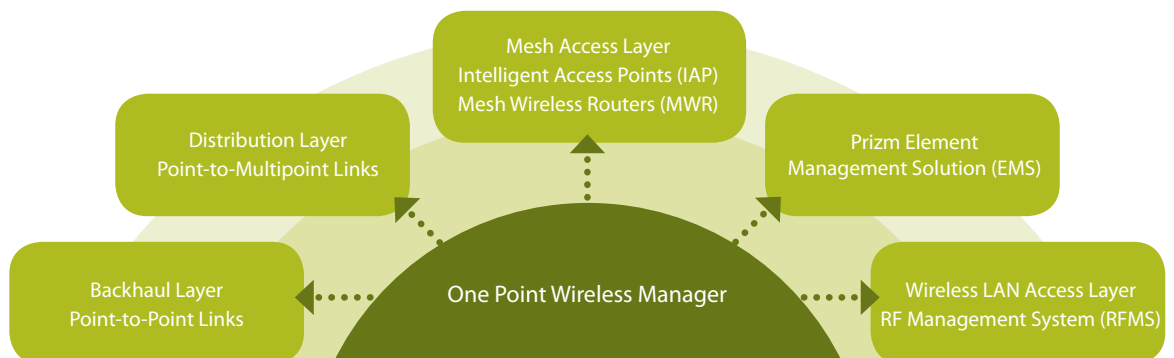 Mesh Access Layer
Intelligent Access Points (IAP)
Mesh Wireless Routers (MWR)
Distribution Layer
Point-to-Multipoint Links
Prizm Element
Management Solution (EMS)
Backhaul Layer
Point-to-Point Links
One Point Wireless Manager
Wireless LAN Access Layer
RF Management System (RFMS)